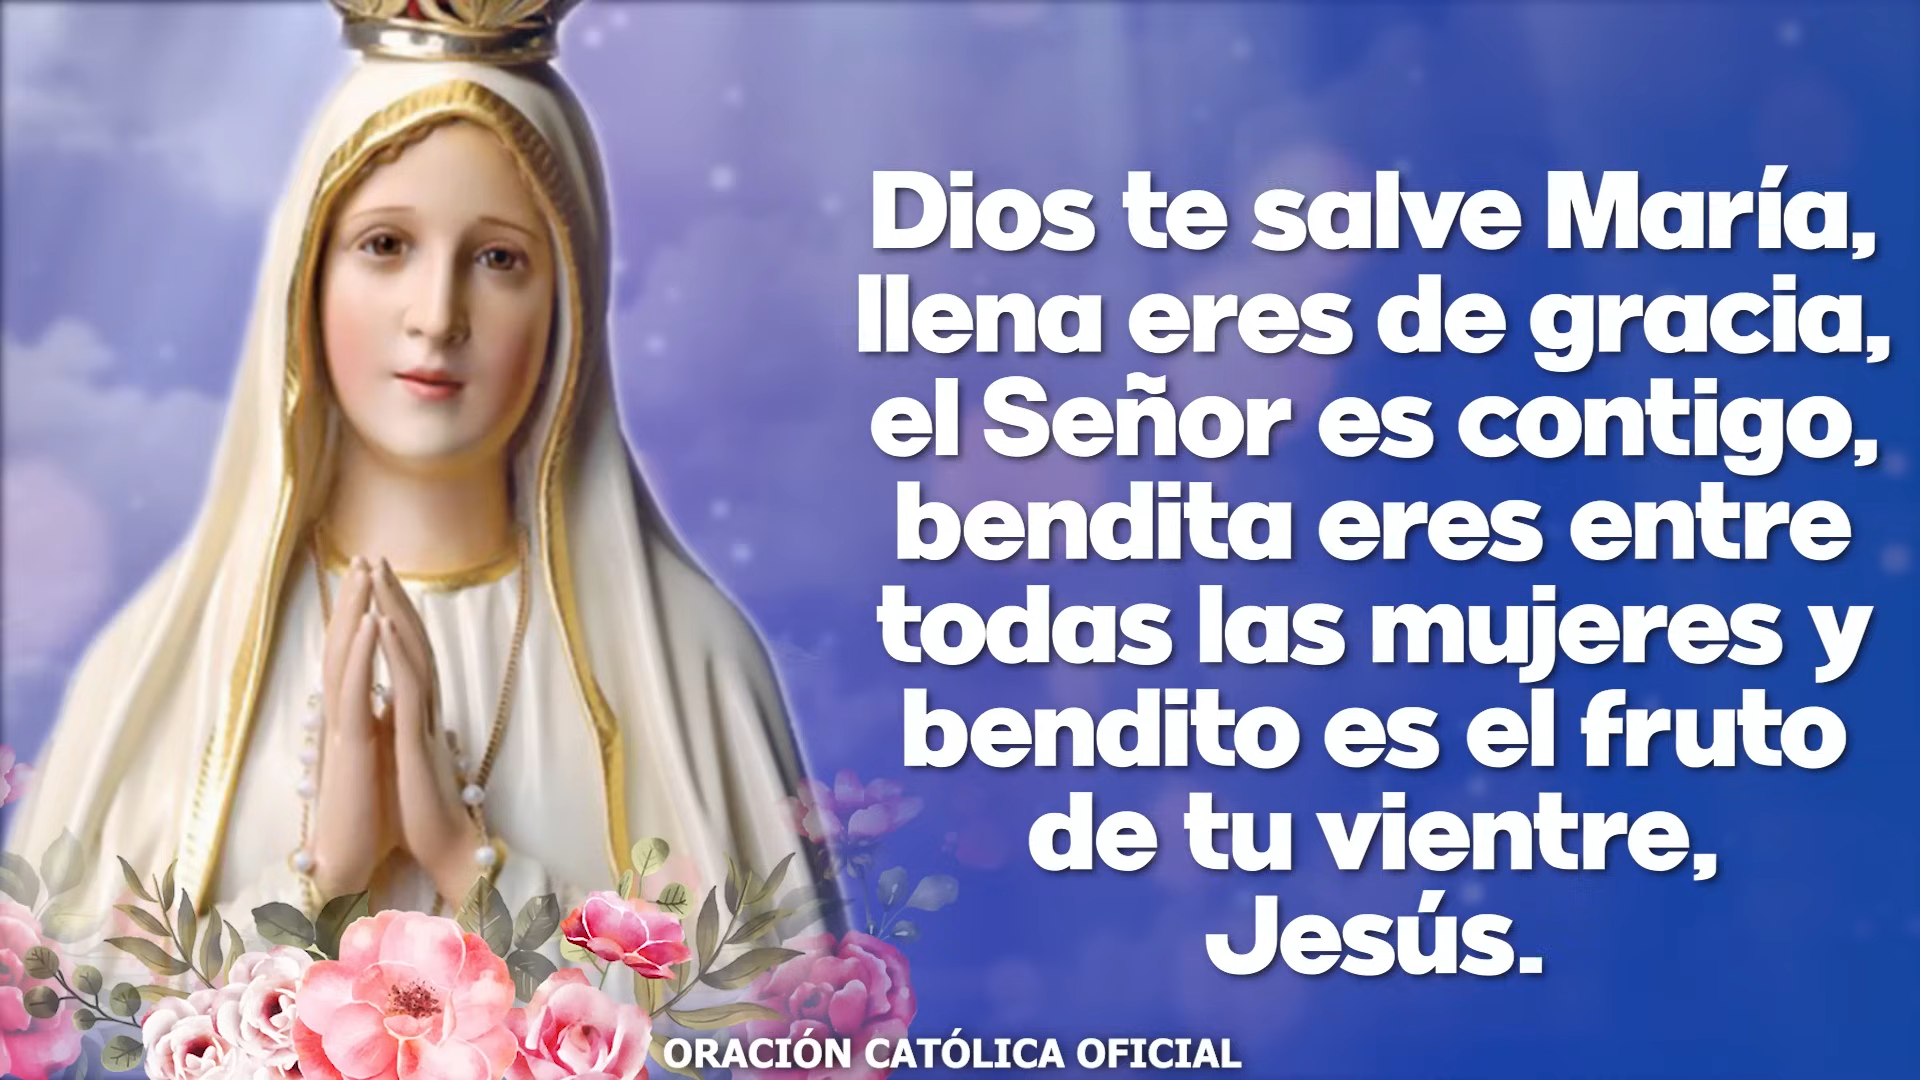 Dios te salve María,
llena eres de gracia,
el Señor es contigo,
bendita eres entre
todas las mujeres y
bendito es el fruto
de tu vientre,
Jesús.
ORACIÓN CATÓLICA OFICIAL